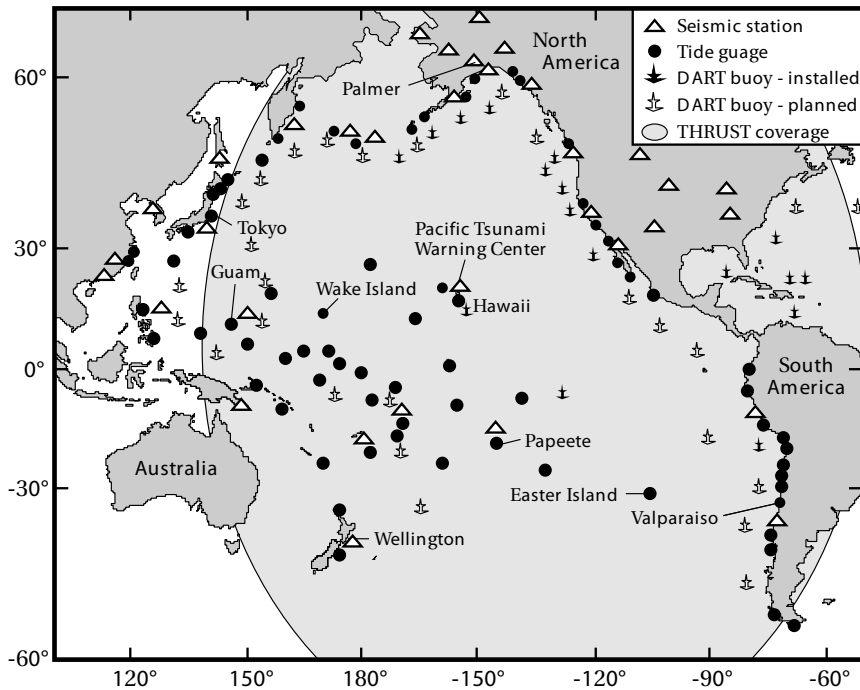 Seismic station
Tide guage
DART buoy - installed
DART buoy - planned
THRUST coverage
North
America
Palmer
Tokyo
Pacific Tsunami
Warning Center
Guam
Wake Island
Hawaii
South
America
Papeete
Australia
Easter Island
Valparaiso
Wellington
60°
30°
0°
-30°
-60°
120°
150°
180°
-150°
-120°
-90°
-60°